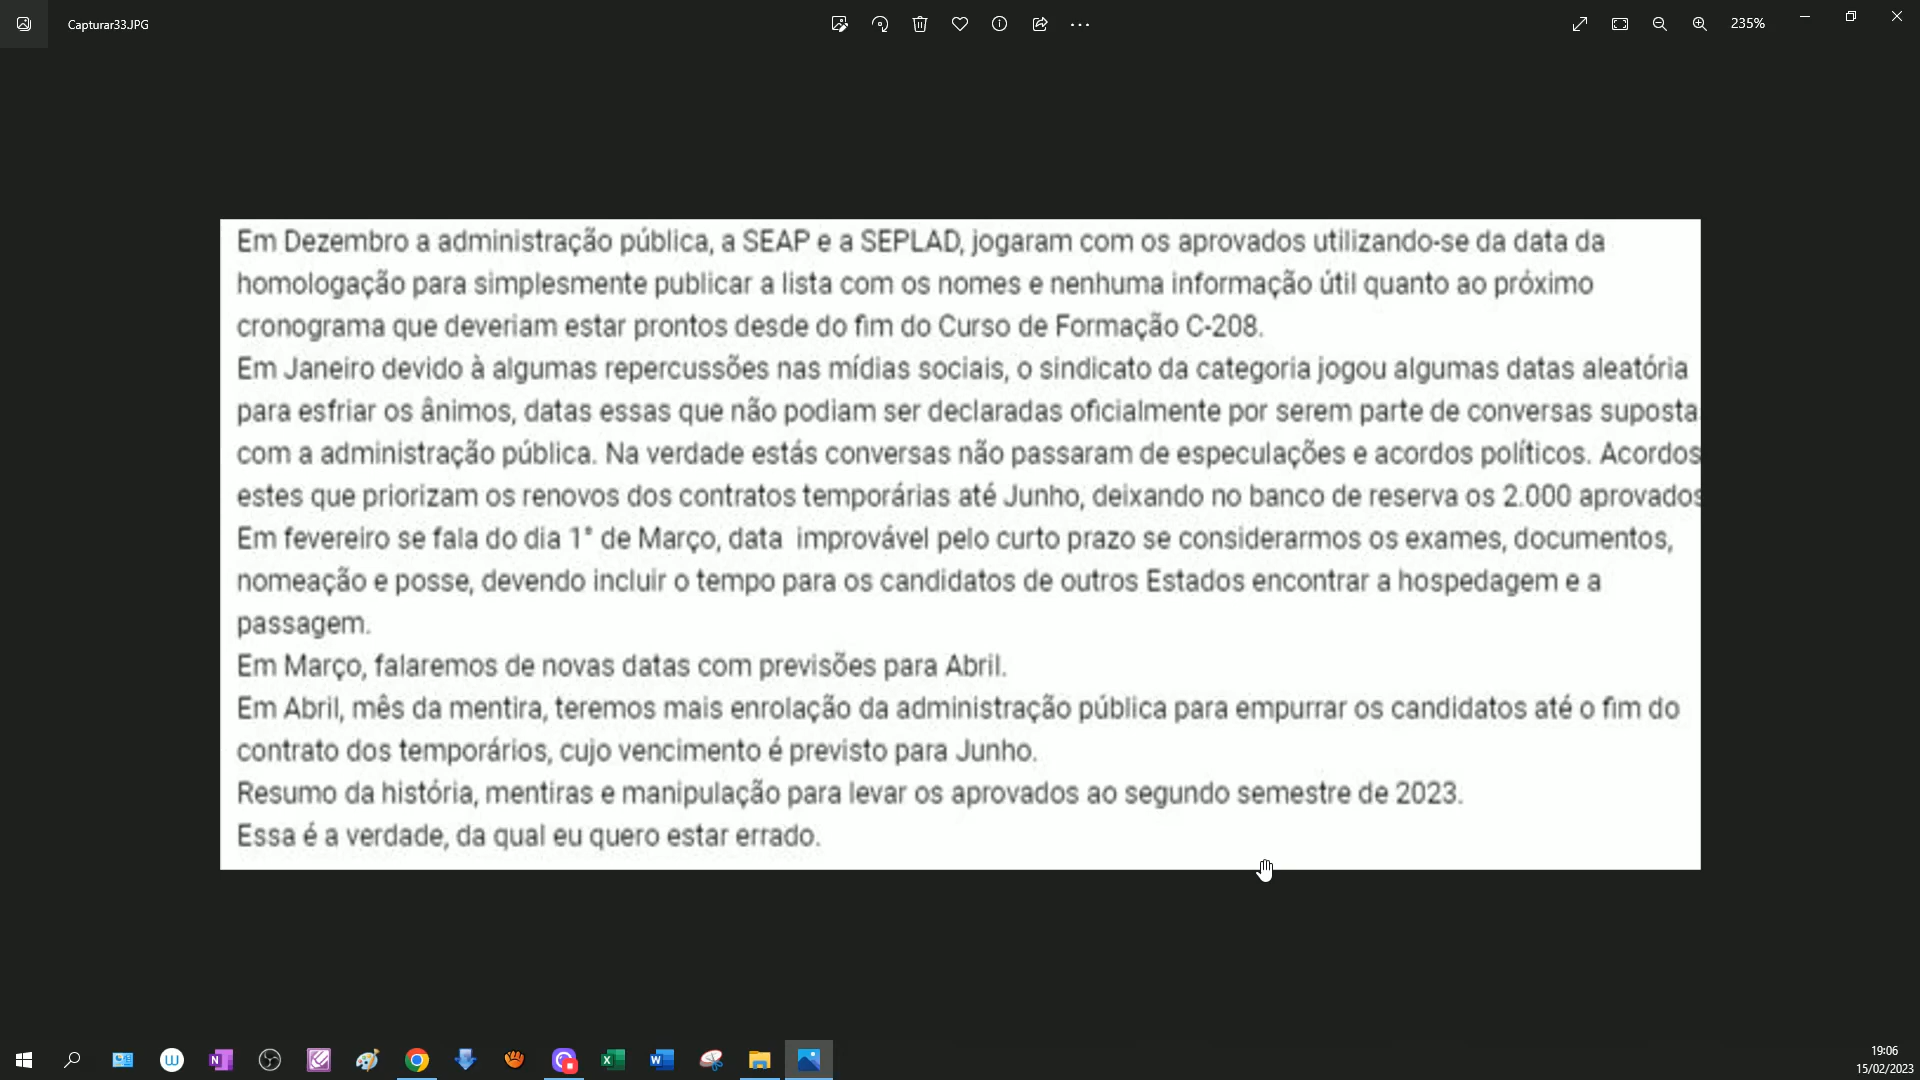 Capturar33.JPG
235%
Em Dezembro a administração pública, a SEAP e a SEPLAD, jogaram com os aprovados utilizando-se da data da
homologação para simplesmente publicar a lista com os nomes e nenhuma informação útil quanto ao próximo
cronograma que deveriam estar prontos desde do fim do Curso de Formação C-208.
Em Janeiro devido à algumas repercussões nas mídias sociais, o sindicato da categoria jogou algumas datas aleatória
para esfriar os ânimos, datas essas que não podiam ser declaradas oficialmente por serem parte de conversas suposta
com a administração pública. Na verdade estás conversas não passaram de especulações e acordos políticos. Acordos
estes que priorizam os renovos dos contratos temporárias até Junho, deixando no banco de reserva os 2.000 aprovados
Em fevereiro se fala do dia 1° de Março, data improvável pelo curto prazo se considerarmos os exames, documentos,
nomeação e posse, devendo incluir o tempo para os candidatos de outros Estados encontrar a hospedagem e a
passagem.
Em Março, falaremos de novas datas com previsões para Abril.
Em Abril, mês da mentira, teremos mais enrolação da administração pública para empurrar os candidatos até o fim do
contrato dos temporários, cujo vencimento é previsto para Junho.
Resumo da história, mentiras e manipulação para levar os aprovados ao segundo semestre de 2023.
Essa é a verdade, da qual eu quero estar errado.
19:06
15/02/2023